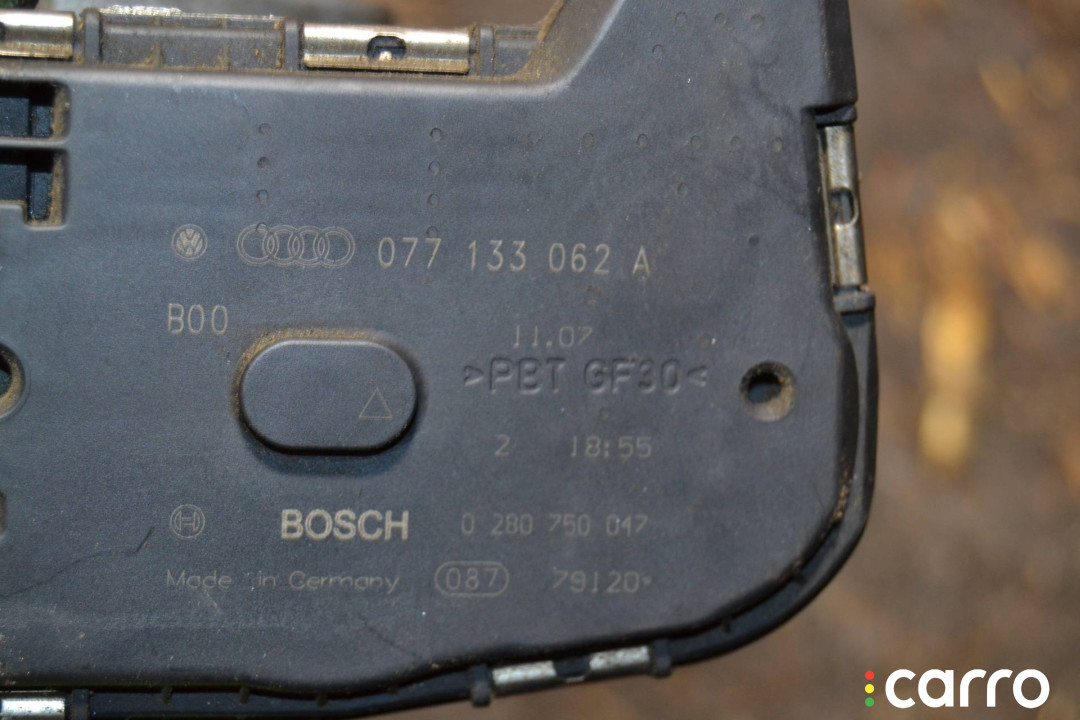 077 133 062 A
B00
11.07
>PBT GF30<
2 18:55
BOSCH 0 280 750 047
Made in Germany 087 79120
carro